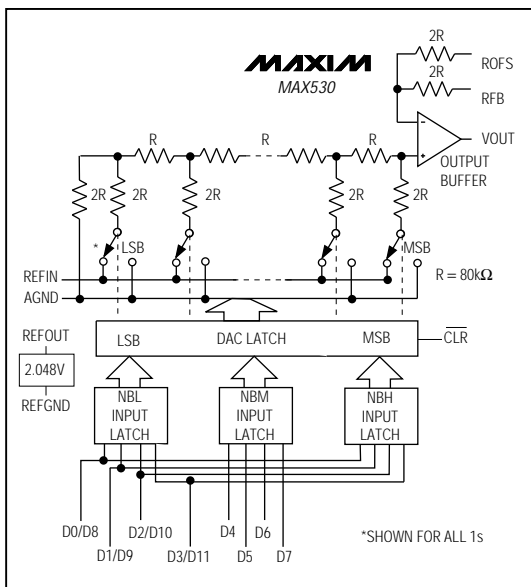 MAXIM
MAX530
2R
ROFS
2R
RFB
-
+
VOUT
OUTPUT
BUFFER
R
R
R
R
2R
2R
2R
2R
2R
*
LSB
MSB
REFIN
AGND
R = 80kΩ
REFOUT
2.048V
REFGND
LSB
DAC LATCH
MSB
CLR
NBL
INPUT
LATCH
NBM
INPUT
LATCH
NBH
INPUT
LATCH
D0/D8
D1/D9
D2/D10
D3/D11
D4
D5
D6
D7
*SHOWN FOR ALL 1s